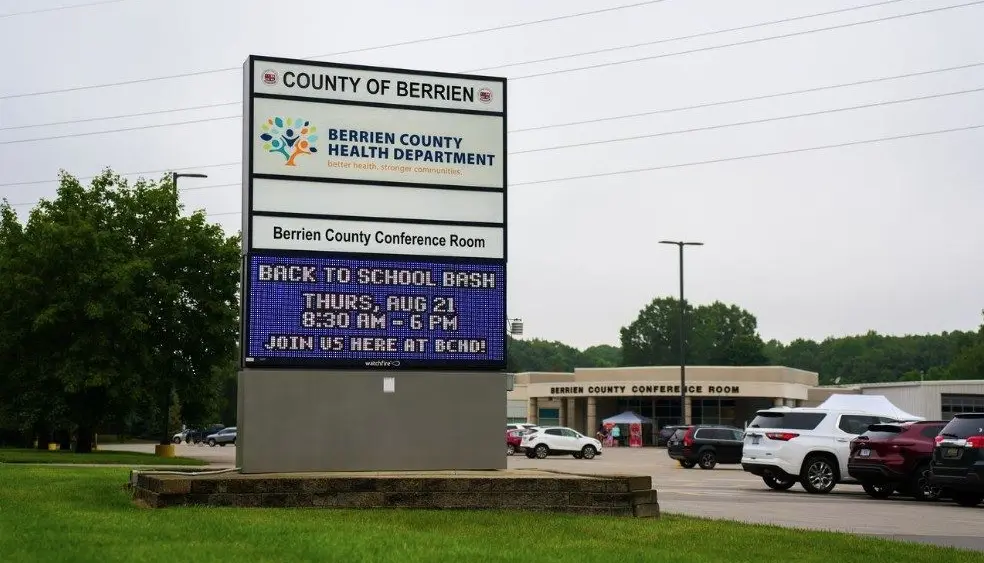 COUNTY OF BERRIEN
BERRIEN COUNTY
HEALTH DEPARTMENT
better health. stronger communities.
Berrien County Conference Room
BACK TO SCHOOL BASH
THURS, AUG 21
8:30 AM - 6 PM
JOIN US HERE AT BCHD!
watchfire
BERRIEN COUNTY CONFERENCE ROOM